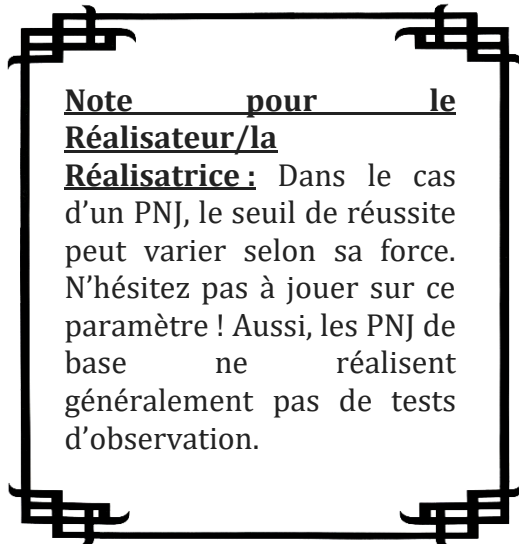 Note pour le
Réalisateur/la
Réalisatrice : Dans le cas
d’un PNJ, le seuil de réussite
peut varier selon sa force.
N’hésitez pas à jouer sur ce
paramètre ! Aussi, les PNJ de
base ne réalisent
généralement pas de tests
d’observation.